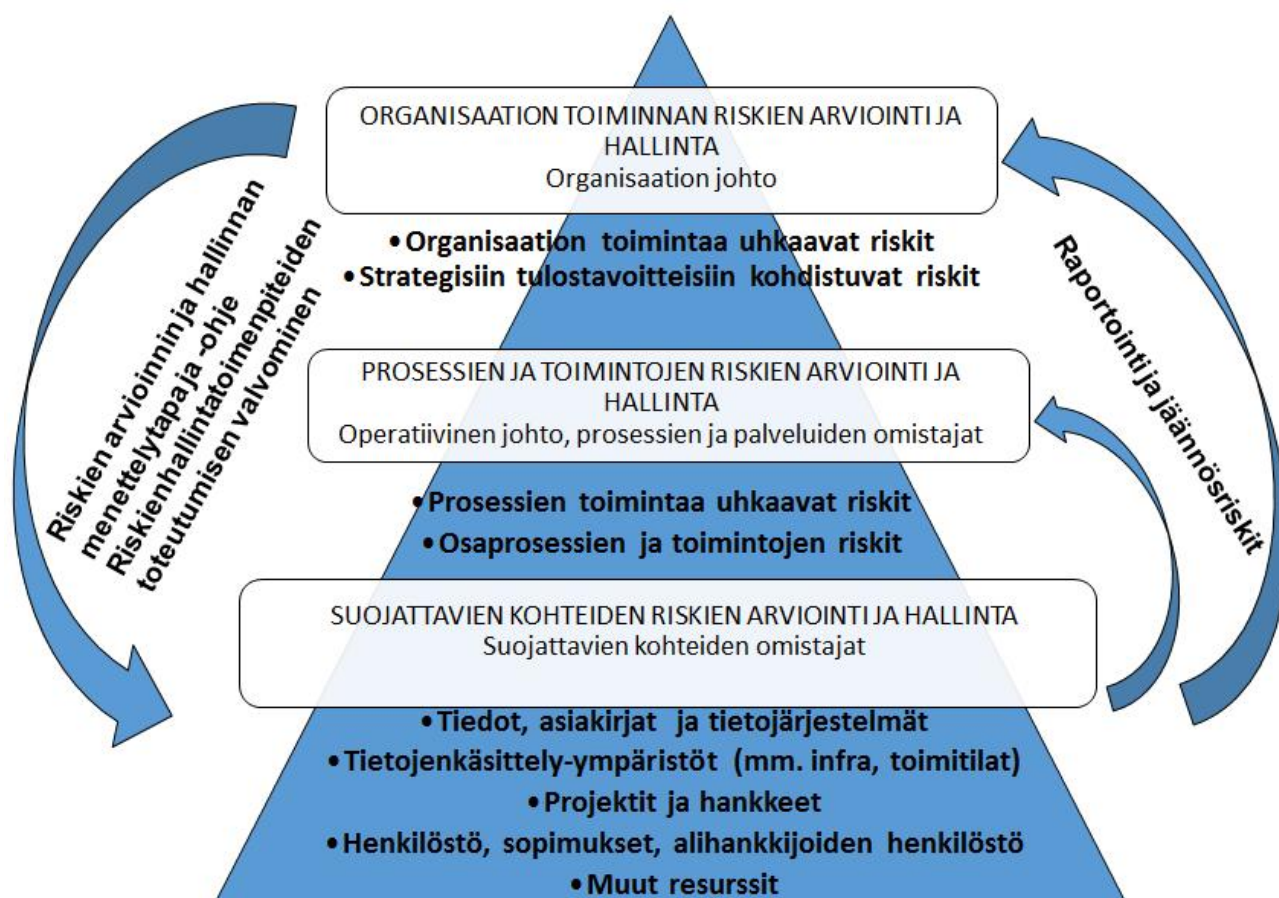 ORGANISAATION TOIMINNAN RISKIEN ARVIOINTI JA
HALLINTA
Organisaation johto
•Organisaation toimintaa uhkaavat riskit
•Strategisiin tulostavoitteisiin kohdistuvat riskit
Riskien arvioinnin ja hallinnan
menettelytapa ja -ohje
Riskienhallintatoimenpiteiden
toteutumisen valvominen
Raportointi ja jäännösriskit
PROSESSIEN JA TOIMINTOJEN RISKIEN ARVIOINTI JA
HALLINTA
Operatiivinen johto, prosessien ja palveluiden omistajat
•Prosessien toimintaa uhkaavat riskit
•Osaprosessien ja toimintojen riskit
SUOJATTAVIEN KOHTEIDEN RISKIEN ARVIOINTI JA HALLINTA
Suojattavien kohteiden omistajat
•Tiedot, asiakirjat ja tietojärjestelmät
•Tietojenkäsittely-ympäristöt (mm. infra, toimitilat)
•Projektit ja hankkeet
•Henkilöstö, sopimukset, alihankkijoiden henkilöstö
•Muut resurssit